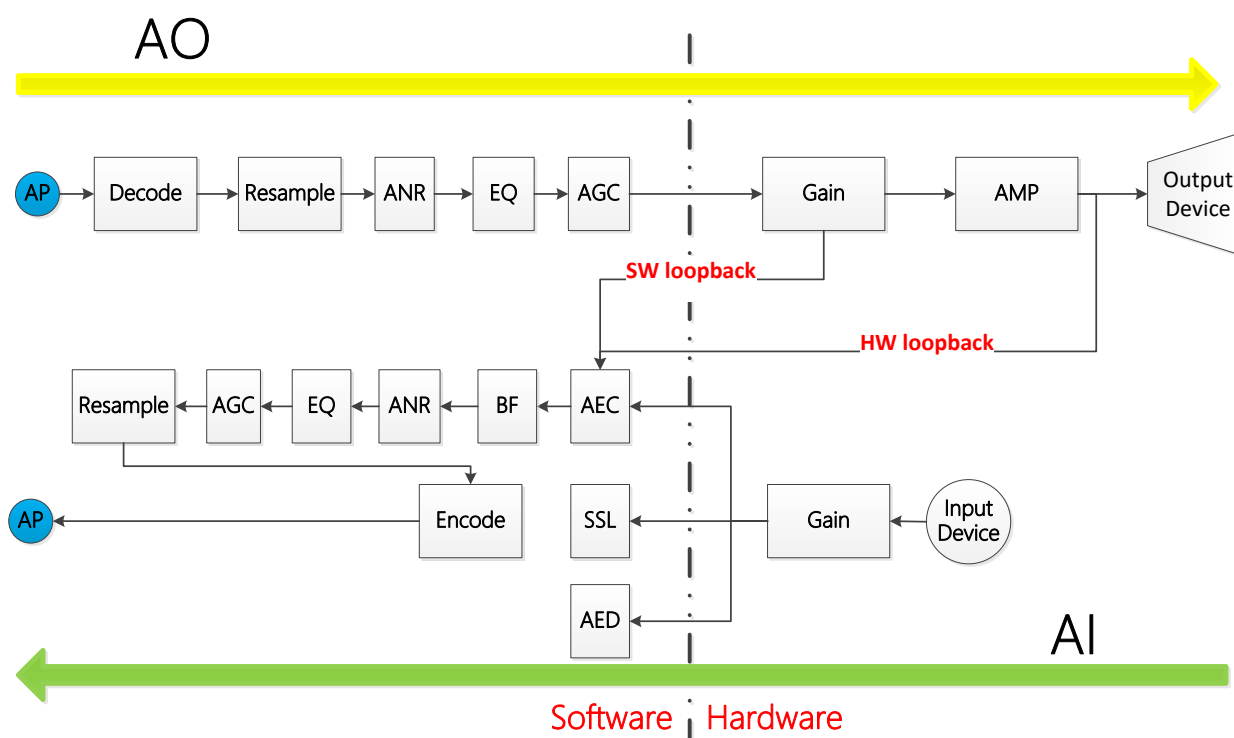 AO
AP
Decode
Resample
ANR
EQ
AGC
Gain
AMP
Output
Device
SW loopback
HW loopback
Resample
AGC
EQ
ANR
BF
AEC
AP
Encode
SSL
Gain
Input
Device
AED
AI
Software
Hardware